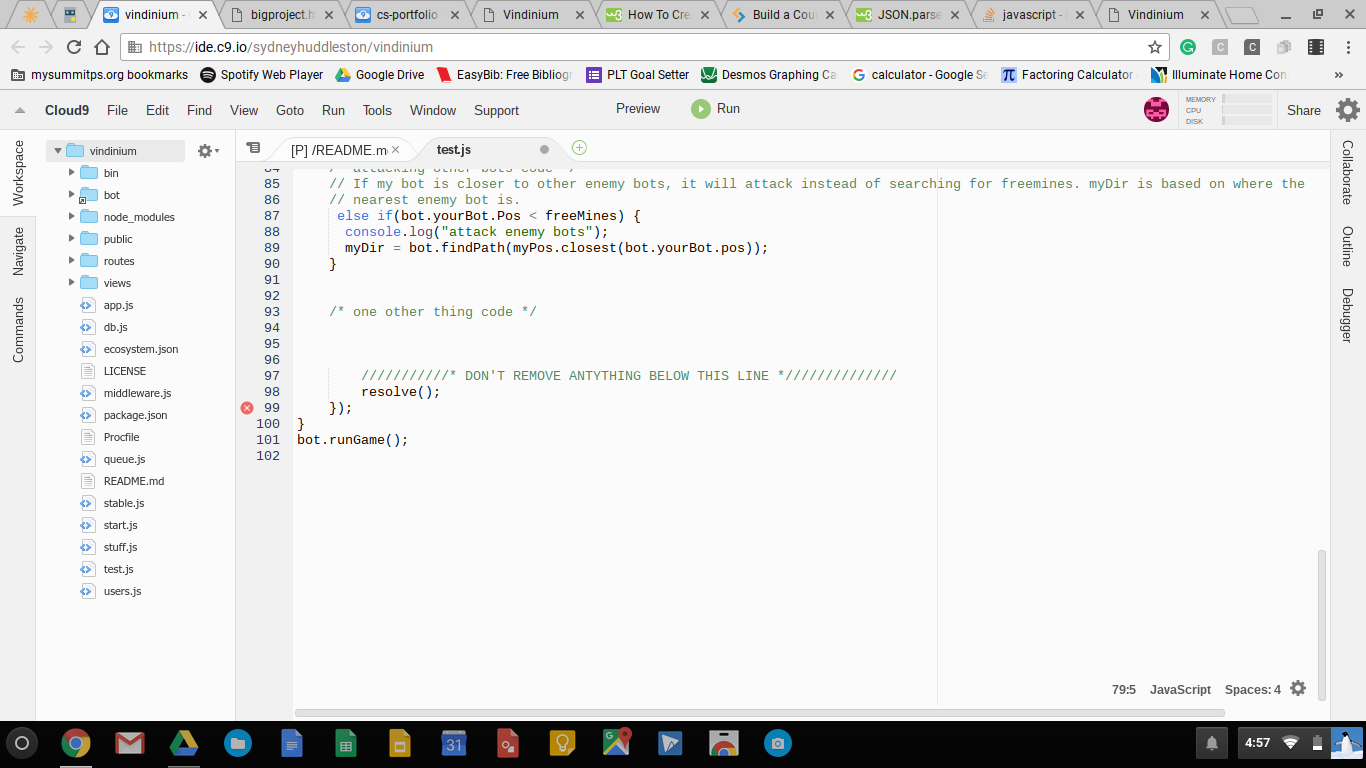 vindinium -
bigproject.h
cs-portfolio
Vindinium
How To Cre
Build a Cou
JSON.parse
javascript -
Vindinium
https://ide.c9.io/sydneyhuddleston/vindinium
mysummitps.org bookmarks Spotify Web Player Google Drive EasyBib: Free Bibliogr PLT Goal Setter Desmos Graphing Ca calculator - Google Se Factoring Calculator Illuminate Home Con »
Cloud9 File Edit Find View Goto Run Tools Window Support Preview Run MEMORY CPU DISK Share
Workspace
Navigate
Commands
vindinium
bin
bot
node_modules
public
routes
views
app.js
db.js
ecosystem.json
LICENSE
middleware.js
package.json
Procfile
queue.js
README.md
stable.js
start.js
stuff.js
test.js
users.js
[P] /README.m
test.js
84 /* attacking other bots code */
85 // If my bot is closer to other enemy bots, it will attack instead of searching for freemines. myDir is based on where the
86 // nearest enemy bot is.
87 else if(bot.yourBot.Pos < freeMines) {
88 console.log("attack enemy bots");
89 myDir = bot.findPath(myPos.closest(bot.yourBot.pos));
90 }
91
92
93 /* one other thing code */
94
95
96
97 ///////////* DON'T REMOVE ANTYTHING BELOW THIS LINE *//////////////
98 resolve();
99 });
100 }
101 bot.runGame();
102
79:5 JavaScript Spaces: 4
Collaborate
Outline
Debugger
31
4:57